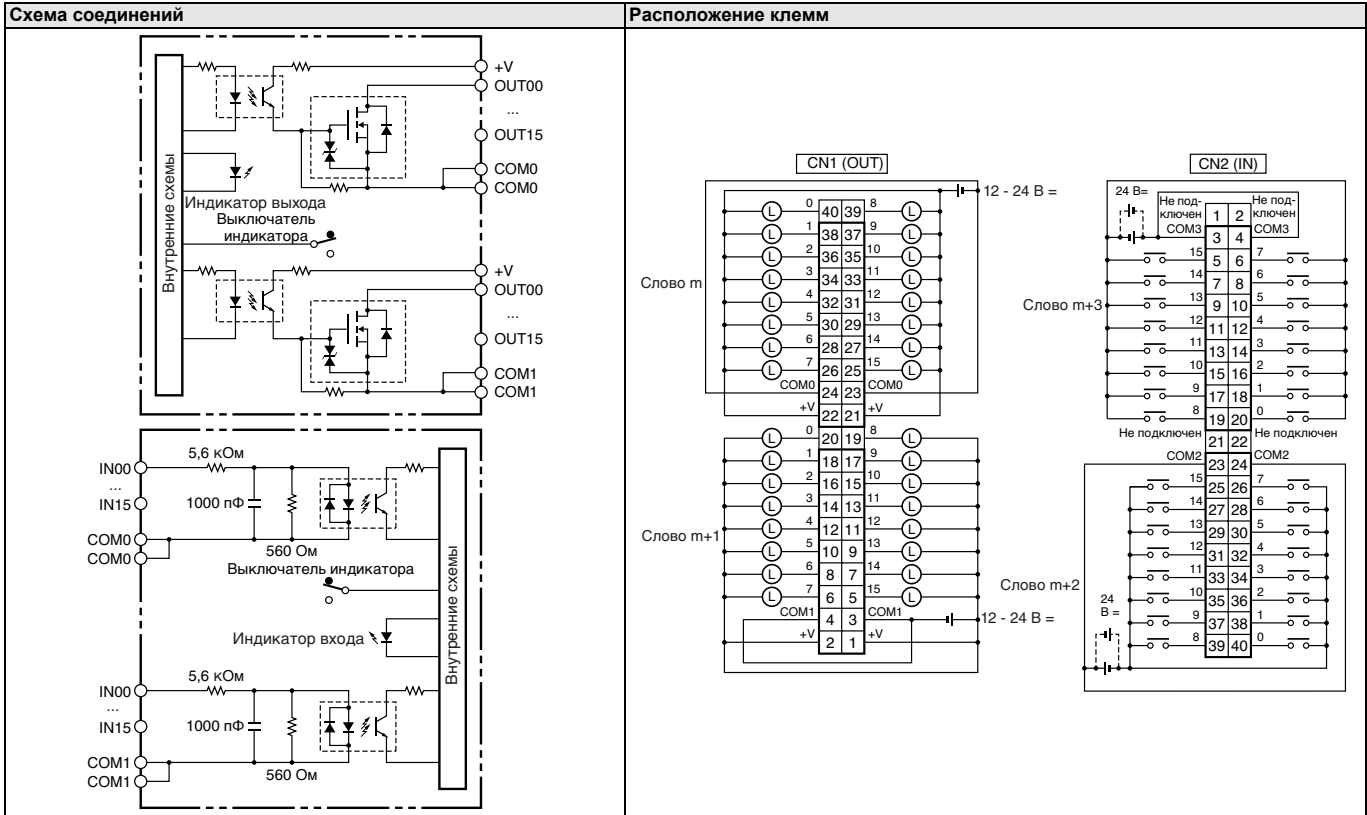 Схема соединений
Расположение клемм
Внутренние схемы
+V
OUT00
...
OUT15
COM0
COM0
Индикатор выхода
Выключатель
индикатора
+V
OUT00
...
OUT15
COM1
COM1
IN00
...
IN15
COM0
COM0
5,6 кОм
1000 пФ
560 Ом
Выключатель индикатора
Индикатор входа
Внутренние схемы
IN00
...
IN15
COM1
COM1
5,6 кОм
1000 пФ
560 Ом
CN1 (OUT)
12 - 24 В =
Слово m
L 0 40 39 8 L
L 1 38 37 9 L
L 2 36 35 10 L
L 3 34 33 11 L
L 4 32 31 12 L
L 5 30 29 13 L
L 6 28 27 14 L
L 7 26 25 15 L
COM0 24 23 COM0
+V 22 21 +V
Слово m+1
L 0 20 19 8 L
L 1 18 17 9 L
L 2 16 15 10 L
L 3 14 13 11 L
L 4 12 11 12 L
L 5 10 9 13 L
L 6 8 7 14 L
L 7 6 5 15 L
COM1 4 3 COM1
12 - 24 В =
+V 2 1 +V
CN2 (IN)
24 В=
Не под-
ключен
1 2
Не под-
ключен
COM3 3 4 COM3
Слово m+3
15 5 6 7
14 7 8 6
13 9 10 5
12 11 12 4
11 13 14 3
10 15 16 2
9 17 18 1
8 19 20 0
Не подключен 21 22 Не подключен
COM2 23 24 COM2
Слово m+2
15 25 26 7
14 27 28 6
13 29 30 5
12 31 32 4
11 33 34 3
10 35 36 2
9 37 38 1
8 39 40 0
24
В =